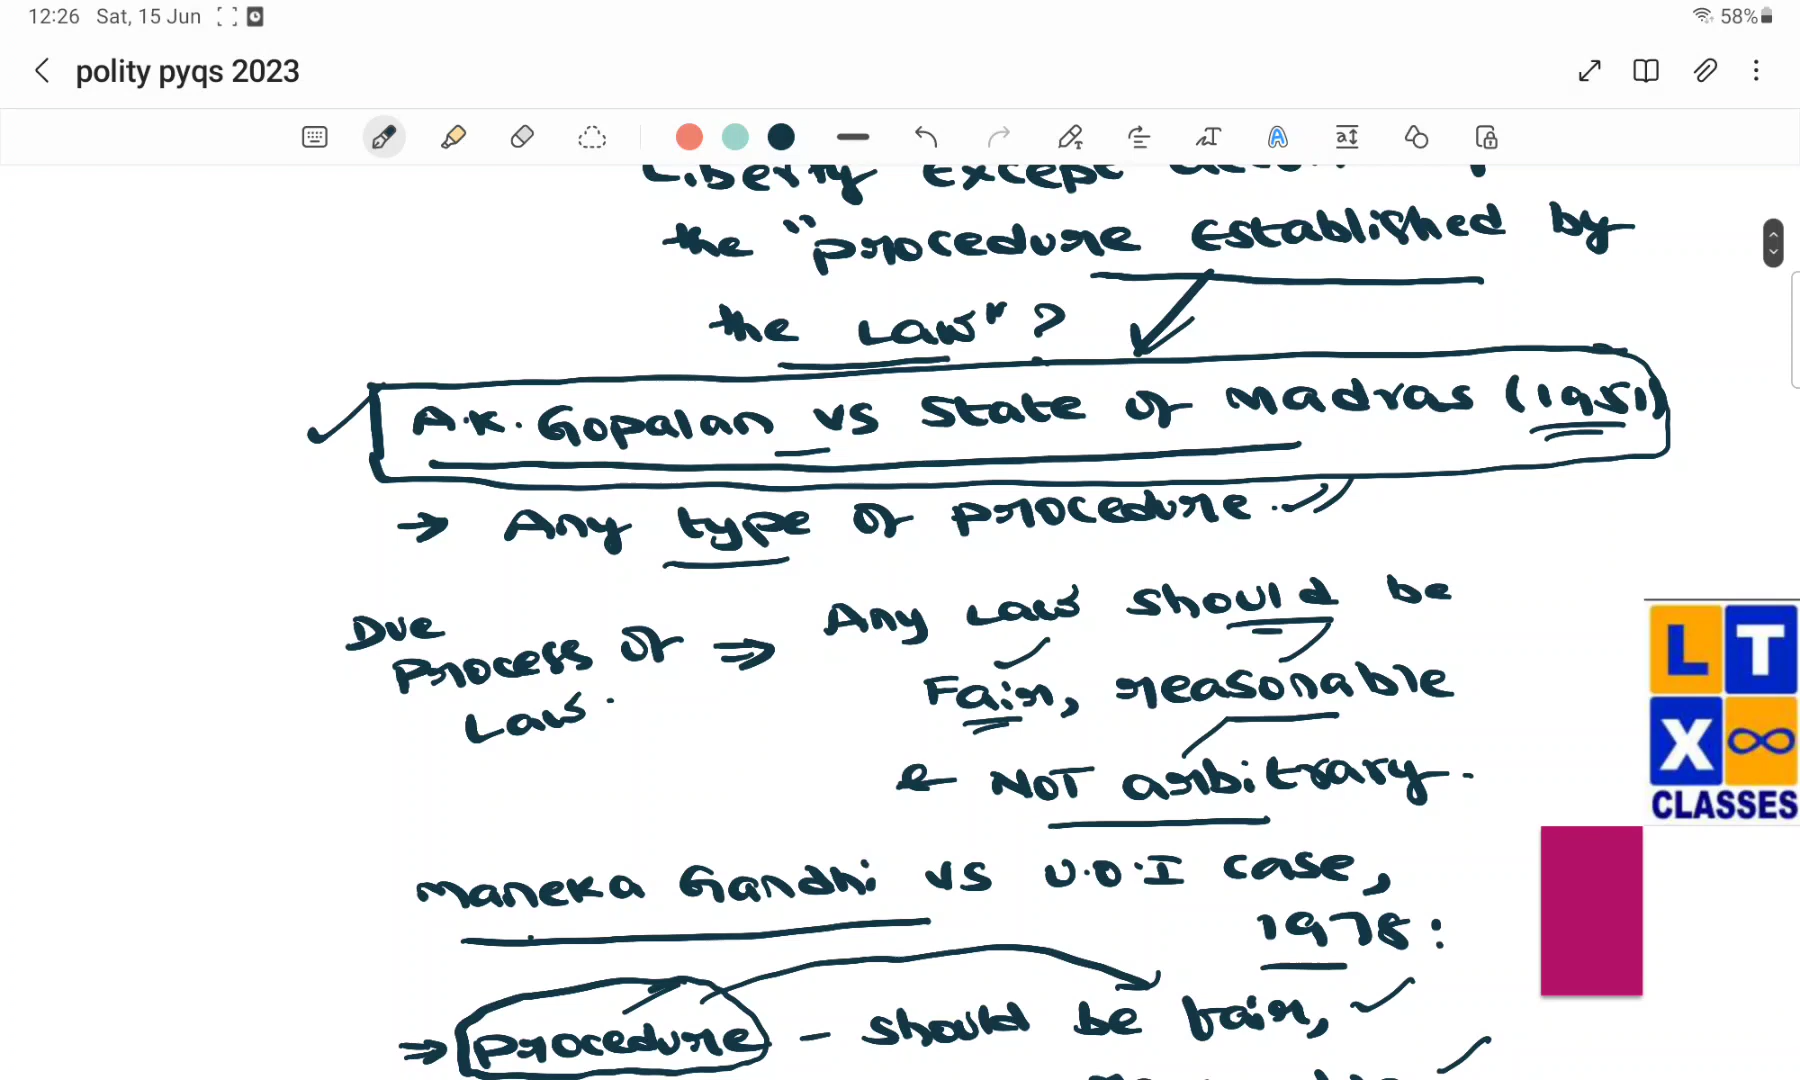 12:26 Sat, 15 Jun 58%
polity pyqs 2023
Liberty Except
the "procedure Established by
the Law" ?
A.K. Gopalan vs State of Madras (1951)
→ Any type of procedure.
Due Process of Law. ⇒ Any Law should be
Fair, reasonable
& NOT arbitrary.
Maneka Gandhi vs U.O.I case,
1978:
⇒ procedure - should be fair,
L T
X ∞
CLASSES